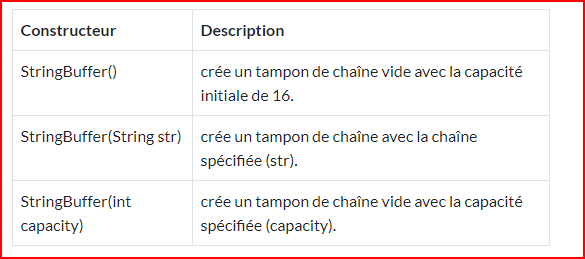 Constructeur Description
StringBuffer() crée un tampon de chaîne vide avec la capacité
initiale de 16.
StringBuffer(String str) crée un tampon de chaîne avec la chaîne
spécifiée (str).
StringBuffer(int
capacity)
crée un tampon de chaîne vide avec la capacité
spécifiée (capacity).